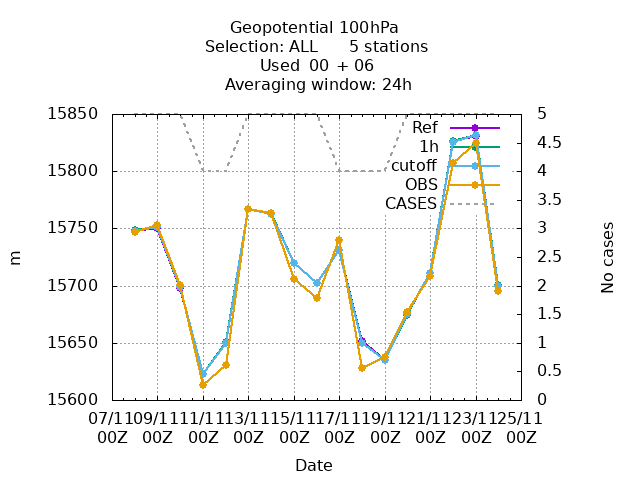 Geopotential 100hPa
Selection: ALL 5 stations
Used 00 + 06
Averaging window: 24h
15850
15800
15750
15700
15650
15600
5
4.5
4
3.5
3
2.5
2
1.5
1
0.5
0
m
No cases
Ref
1h
cutoff
OBS
CASES
07/11 09/11 11/11 13/11 15/11 17/11 19/11 21/11 23/11 25/11
00Z 00Z 00Z 00Z 00Z 00Z 00Z 00Z 00Z 00Z
Date